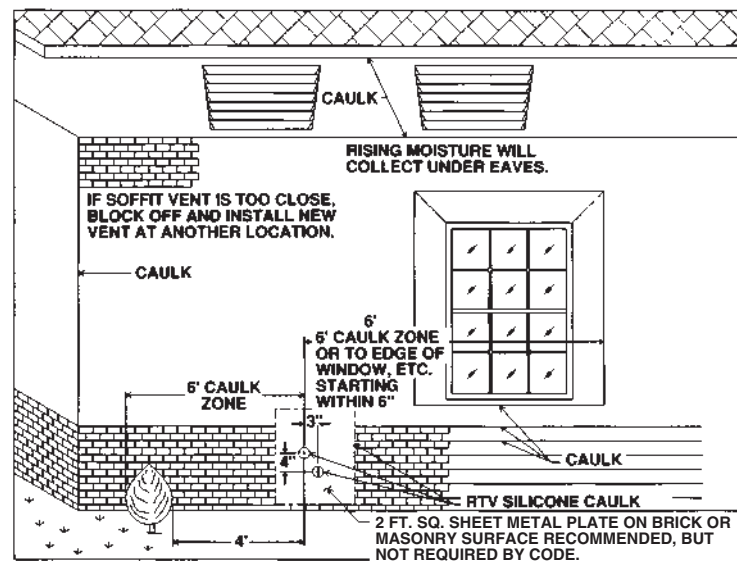 CAULK
RISING MOISTURE WILL
COLLECT UNDER EAVES.
IF SOFFIT VENT IS TOO CLOSE,
BLOCK OFF AND INSTALL NEW
VENT AT ANOTHER LOCATION.
CAULK
6'
6' CAULK ZONE
OR TO EDGE OF
WINDOW, ETC.
STARTING
WITHIN 6"
6' CAULK
ZONE
3"
4"
CAULK
RTV SILICONE CAULK
2 FT. SQ. SHEET METAL PLATE ON BRICK OR
MASONRY SURFACE RECOMMENDED, BUT
NOT REQUIRED BY CODE.
4'